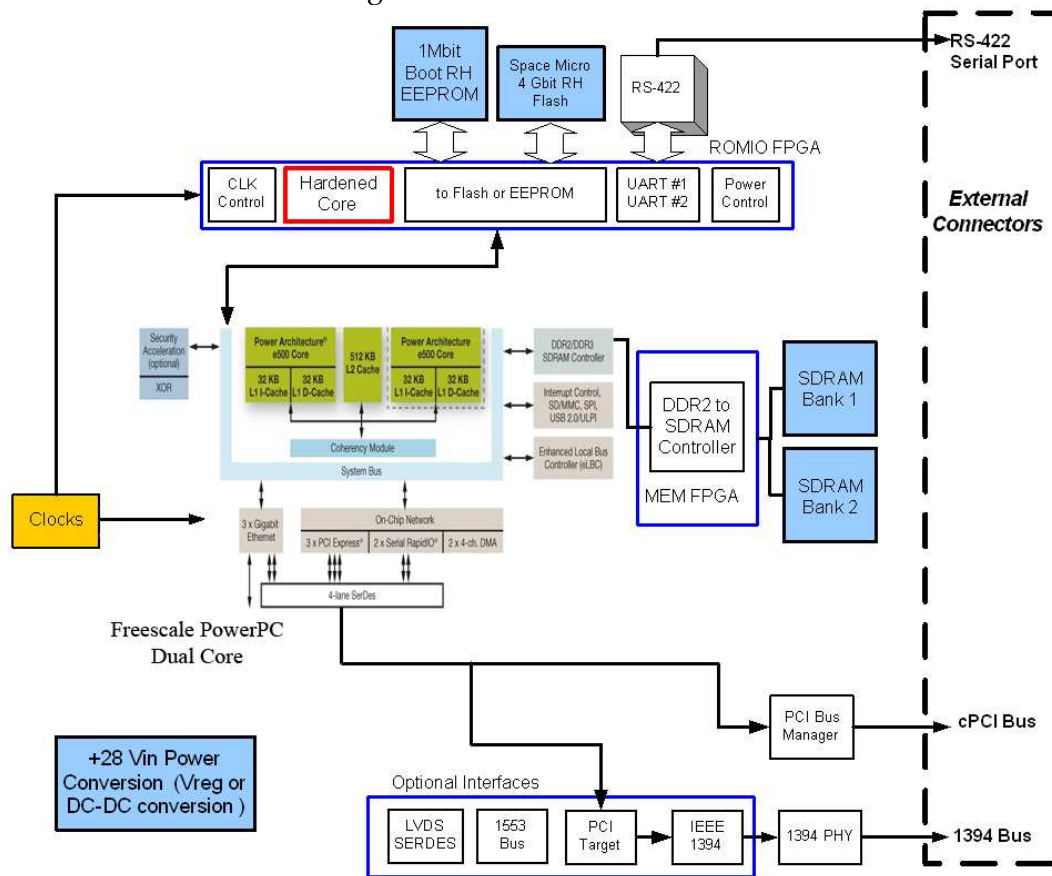 1Mbit
Boot RH
EEPROM
Space Micro
4 Gbit RH
Flash
RS-422
RS-422
Serial Port
ROMIO FPGA
CLK
Control
Hardened
Core
to Flash or EEPROM
UART #1
UART #2
Power
Control
External
Connectors
Security
Acceleration
(optional)
XOR
Power Architecture®
e500 Core
32 KB
L1 I-Cache
32 KB
L1 D-Cache
512 KB
L2 Cache
Power Architecture
e500 Core
32 KB
L1 I-Cache
32 KB
L1 D-Cache
Coherency Module
System Bus
DDR2/DDR3
SDRAM Controller
Interrupt Control,
SD/MMC, SPI,
USB 2.0/ULPI
Enhanced Local Bus
Controller (eLBC)
DDR2 to
SDRAM
Controller
MEM FPGA
SDRAM
Bank 1
SDRAM
Bank 2
Clocks
3 x Gigabit
Ethernet
On-Chip Network
3 x PCI Express®
2 x Serial RapidIO®
2 x 4-ch. DMA
4-lane SerDes
Freescale PowerPC
Dual Core
PCI Bus
Manager
cPCI Bus
+28 Vin Power
Conversion (Vreg or
DC-DC conversion )
Optional Interfaces
LVDS
SERDES
1553
Bus
PCI
Target
IEEE
1394
1394 PHY
1394 Bus